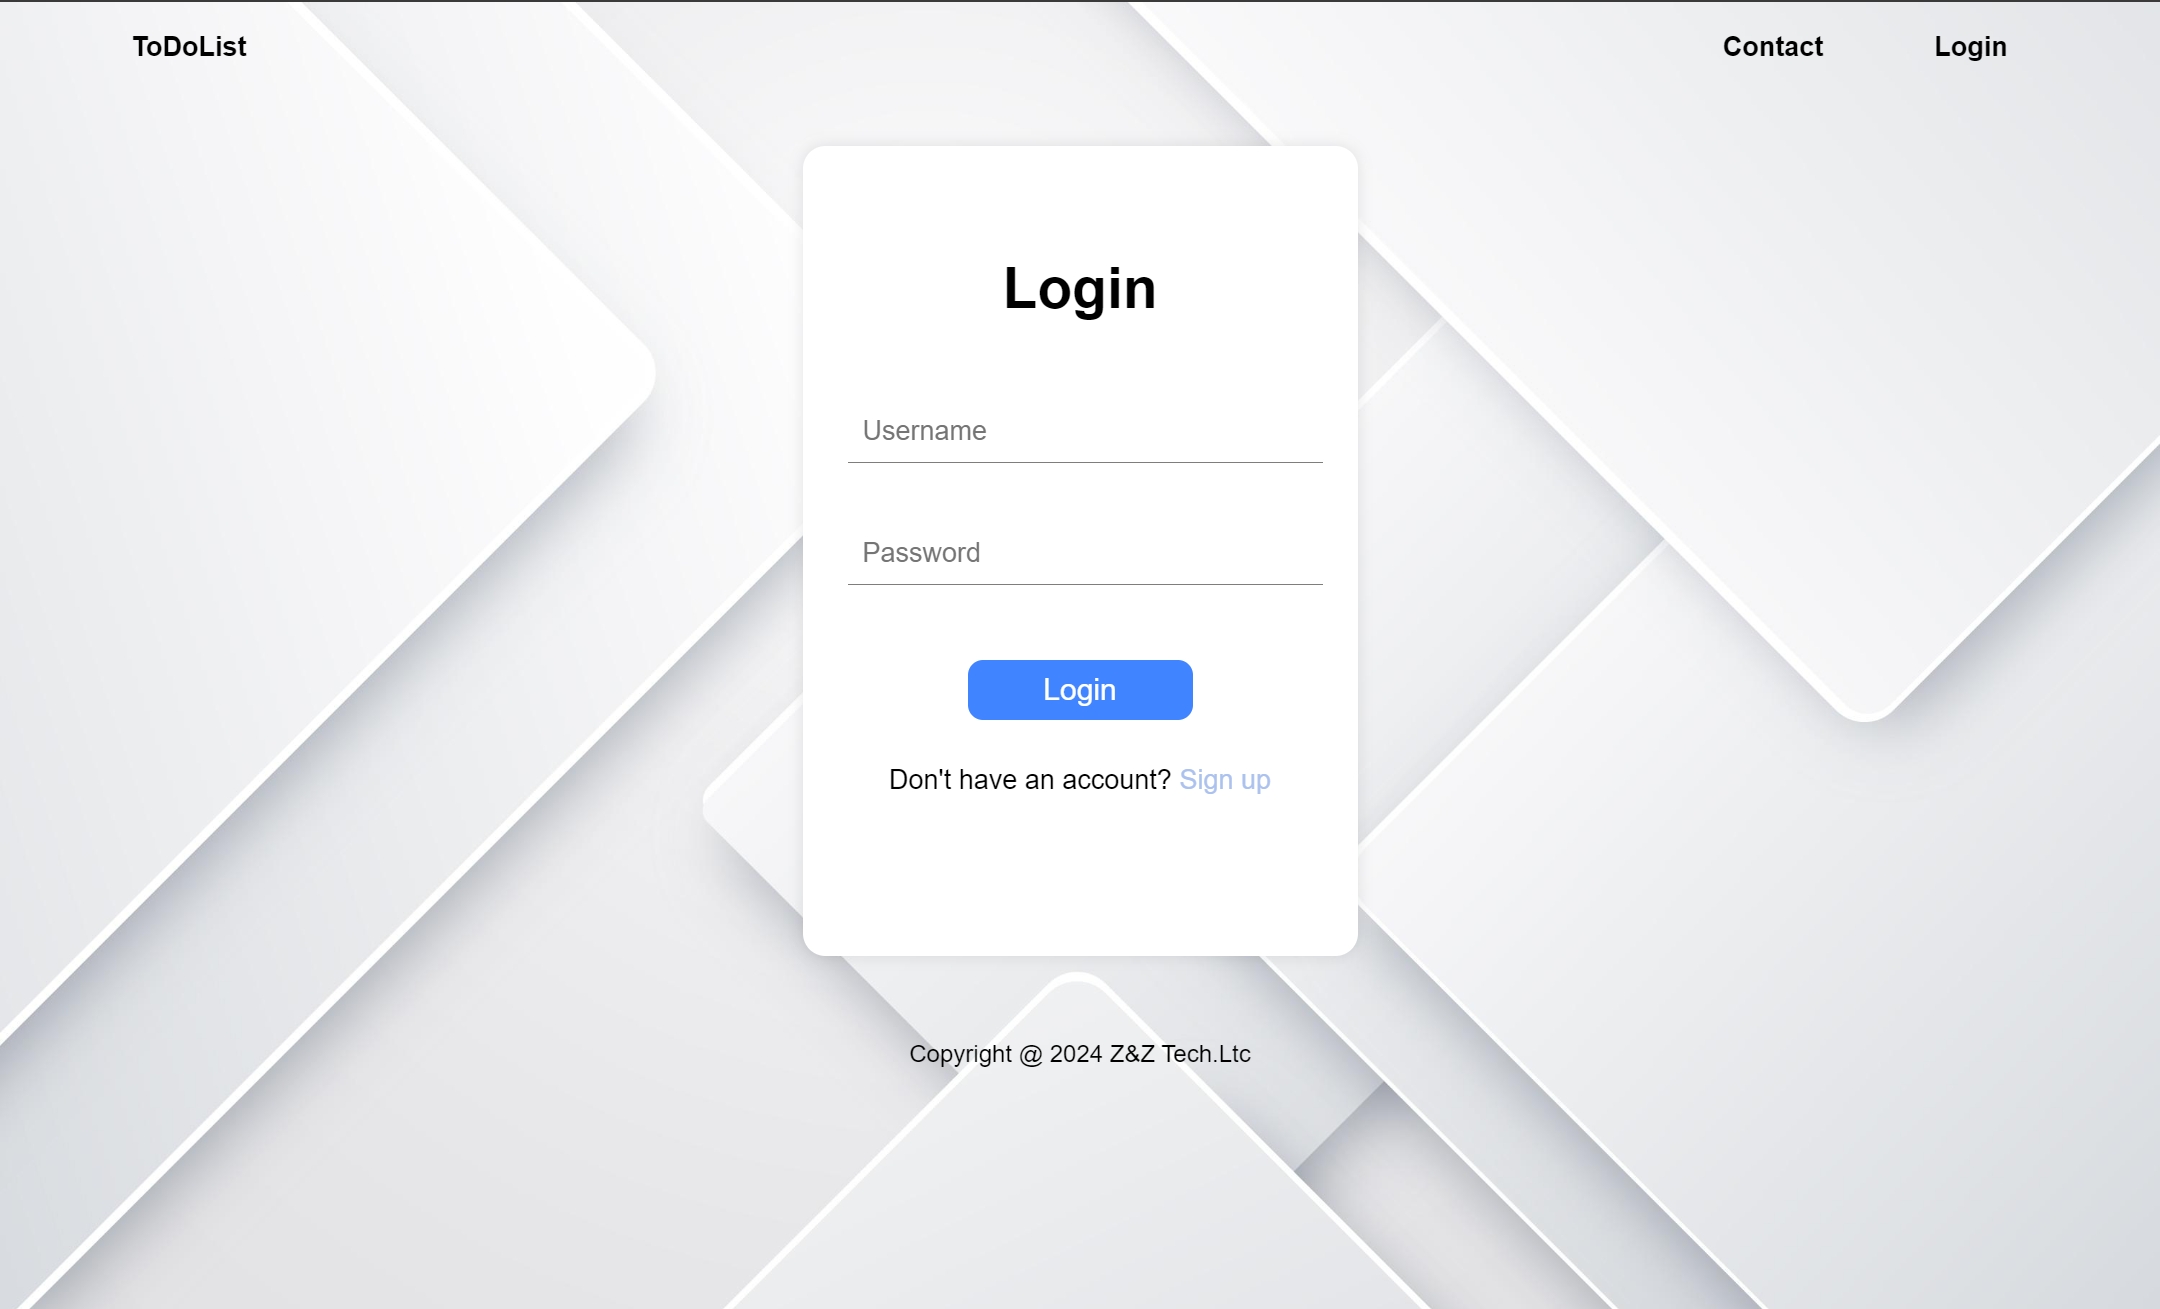 ToDoList Contact Login
Login
Username
Password
Login
Don't have an account? Sign up
Copyright @ 2024 Z&Z Tech.Ltc